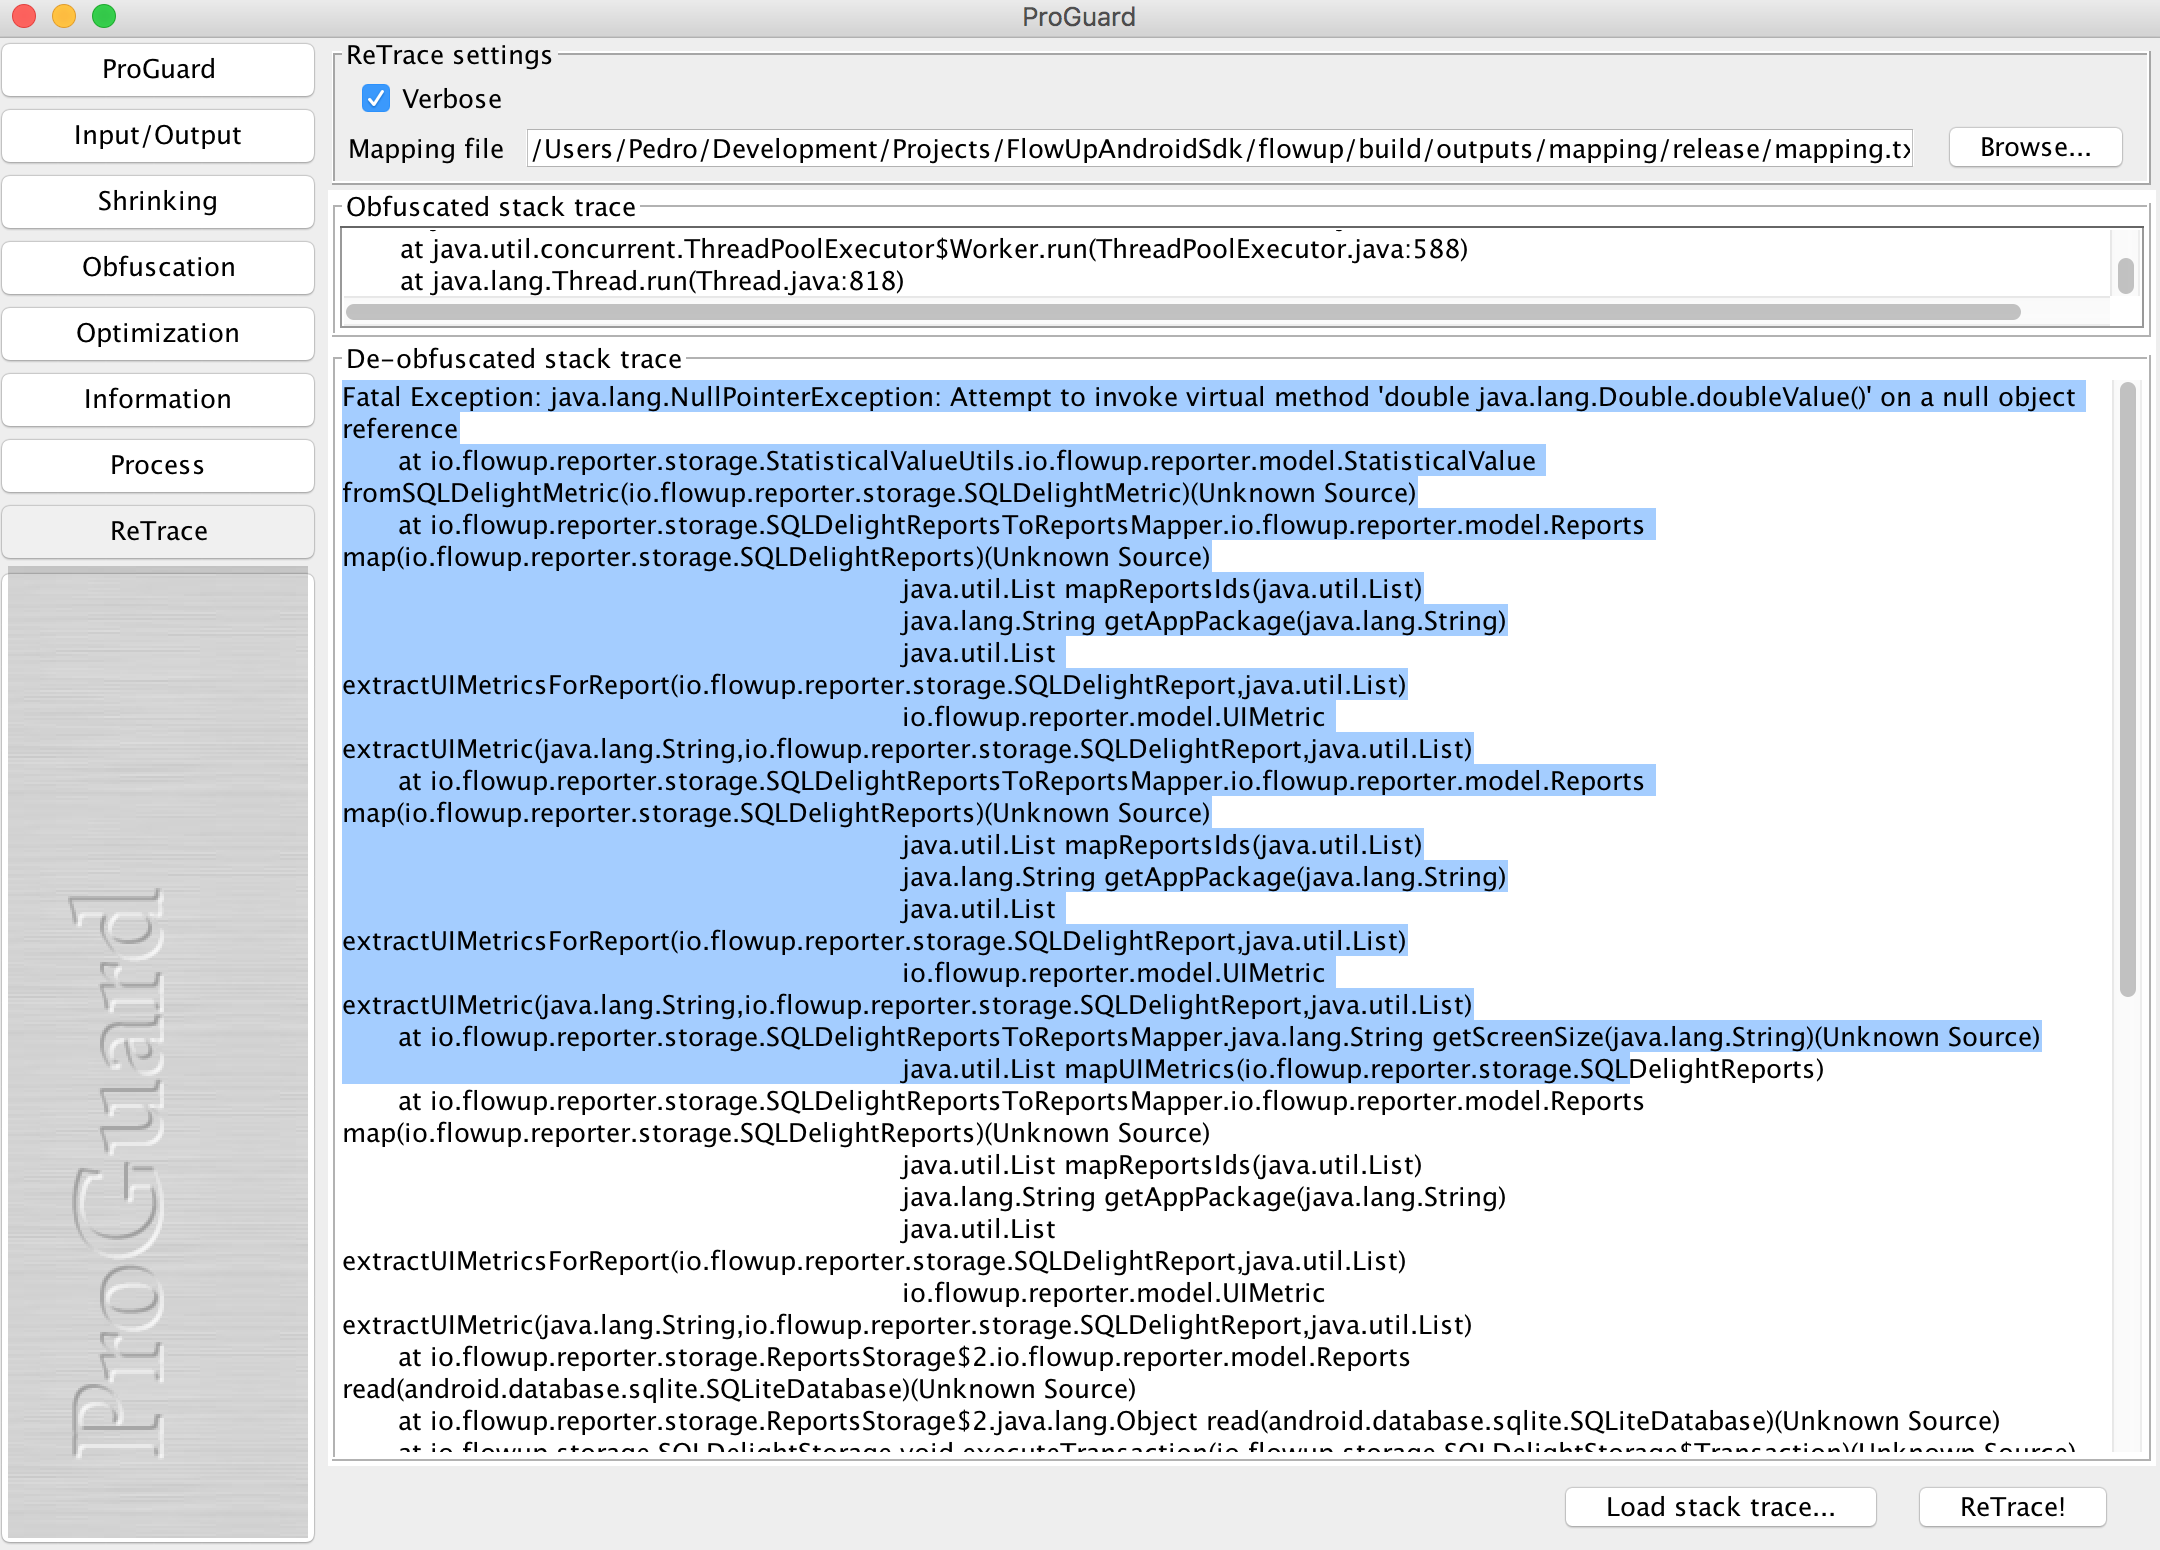 ProGuard
ProGuard
Input/Output
Shrinking
Obfuscation
Optimization
Information
Process
ReTrace
ProGuard
ReTrace settings
Verbose
Mapping file /Users/Pedro/Development/Projects/FlowUpAndroidSdk/flowup/build/outputs/mapping/release/mapping.tx Browse...
Obfuscated stack trace
at java.util.concurrent.ThreadPoolExecutor$Worker.run(ThreadPoolExecutor.java:588)
at java.lang.Thread.run(Thread.java:818)
De-obfuscated stack trace
Fatal Exception: java.lang.NullPointerException: Attempt to invoke virtual method 'double java.lang.Double.doubleValue()' on a null object
reference
at io.flowup.reporter.storage.StatisticalValueUtils.io.flowup.reporter.model.StatisticalValue
fromSQLDelightMetric(io.flowup.reporter.storage.SQLDelightMetric)(Unknown Source)
at io.flowup.reporter.storage.SQLDelightReportsToReportsMapper.io.flowup.reporter.model.Reports
map(io.flowup.reporter.storage.SQLDelightReports)(Unknown Source)
java.util.List mapReportsIds(java.util.List)
java.lang.String getAppPackage(java.lang.String)
java.util.List
extractUIMetricsForReport(io.flowup.reporter.storage.SQLDelightReport,java.util.List)
io.flowup.reporter.model.UIMetric
extractUIMetric(java.lang.String,io.flowup.reporter.storage.SQLDelightReport,java.util.List)
at io.flowup.reporter.storage.SQLDelightReportsToReportsMapper.io.flowup.reporter.model.Reports
map(io.flowup.reporter.storage.SQLDelightReports)(Unknown Source)
java.util.List mapReportsIds(java.util.List)
java.lang.String getAppPackage(java.lang.String)
java.util.List
extractUIMetricsForReport(io.flowup.reporter.storage.SQLDelightReport,java.util.List)
io.flowup.reporter.model.UIMetric
extractUIMetric(java.lang.String,io.flowup.reporter.storage.SQLDelightReport,java.util.List)
at io.flowup.reporter.storage.SQLDelightReportsToReportsMapper.java.lang.String getScreenSize(java.lang.String)(Unknown Source)
java.util.List mapUIMetrics(io.flowup.reporter.storage.SQLDelightReports)
at io.flowup.reporter.storage.SQLDelightReportsToReportsMapper.io.flowup.reporter.model.Reports
map(io.flowup.reporter.storage.SQLDelightReports)(Unknown Source)
java.util.List mapReportsIds(java.util.List)
java.lang.String getAppPackage(java.lang.String)
java.util.List
extractUIMetricsForReport(io.flowup.reporter.storage.SQLDelightReport,java.util.List)
io.flowup.reporter.model.UIMetric
extractUIMetric(java.lang.String,io.flowup.reporter.storage.SQLDelightReport,java.util.List)
at io.flowup.reporter.storage.ReportsStorage$2.io.flowup.reporter.model.Reports
read(android.database.sqlite.SQLiteDatabase)(Unknown Source)
at io.flowup.reporter.storage.ReportsStorage$2.java.lang.Object read(android.database.sqlite.SQLiteDatabase)(Unknown Source)
at io.flowup.storage.SQLDelightStorage.void executeTransaction(io.flowup.storage.SQLDelightStorage$Transaction)(Unknown Source)
Load stack trace... ReTrace!